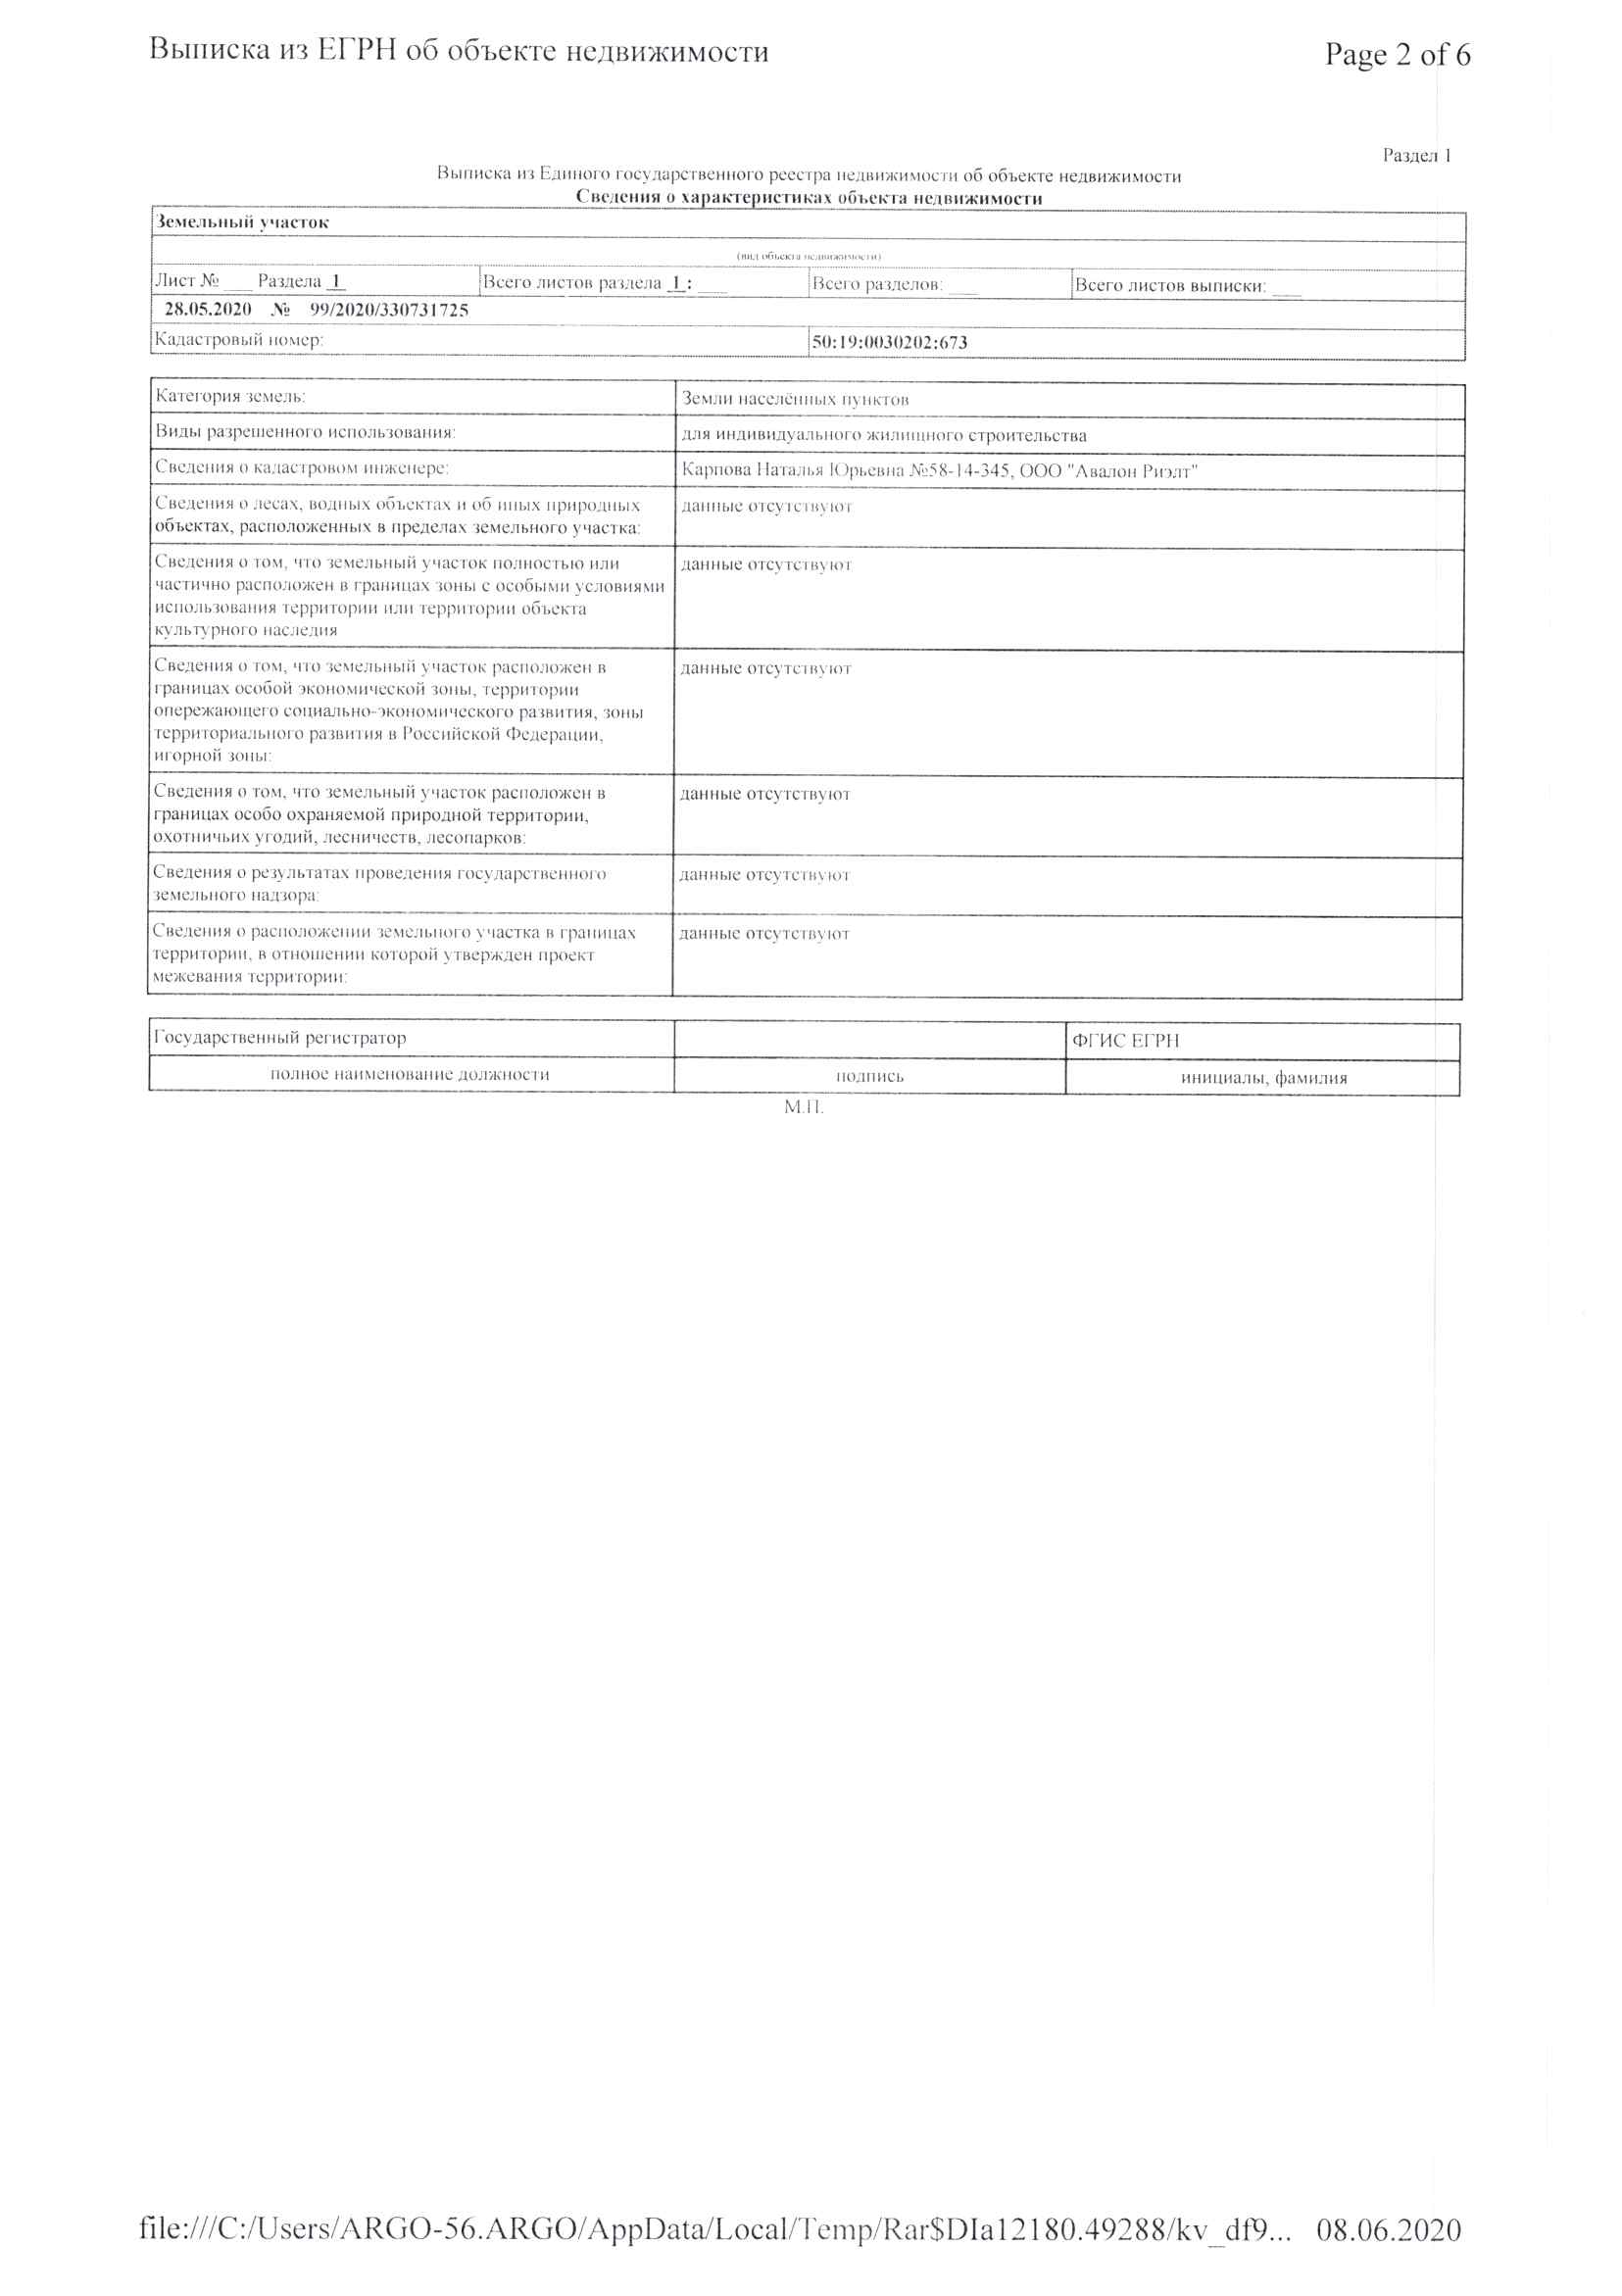 Выписка из ЕГРН об объекте недвижимости Page 2 of 6
Раздел 1
Выписка из Единого государственного реестра недвижимости об объекте недвижимости
Сведения о характеристиках объекта недвижимости
Земельный участок
(вид объекта недвижимости)
Лист № ___ Раздела 1 Всего листов раздела 1 : ___ Всего разделов: ___ Всего листов выписки: ___
28.05.2020 № 99/2020/330731725
Кадастровый номер: 50:19:0030202:673
Категория земель: Земли населённых пунктов
Виды разрешенного использования: для индивидуального жилищного строительства
Сведения о кадастровом инженере: Карпова Наталья Юрьевна №58-14-345, ООО "Авалон Риэлт"
Сведения о лесах, водных объектах и об иных природных данные отсутствуют
объектах, расположенных в пределах земельного участка:
Сведения о том, что земельный участок полностью или данные отсутствуют
частично расположен в границах зоны с особыми условиями
использования территории или территории объекта
культурного наследия
Сведения о том, что земельный участок расположен в данные отсутствуют
границах особой экономической зоны, территории
опережающего социально-экономического развития, зоны
территориального развития в Российской Федерации,
игорной зоны:
Сведения о том, что земельный участок расположен в данные отсутствуют
границах особо охраняемой природной территории,
охотничьих угодий, лесничеств, лесопарков:
Сведения о результатах проведения государственного данные отсутствуют
земельного надзора:
Сведения о расположении земельного участка в границах данные отсутствуют
территории, в отношении которой утвержден проект
межевания территории:
Государственный регистратор ФГИС ЕГРН
полное наименование должности подпись инициалы, фамилия
М.П.
file:///C:/Users/ARGO-56.ARGO/AppData/Local/Temp/Rar$DIa12180.49288/kv_df9... 08.06.2020